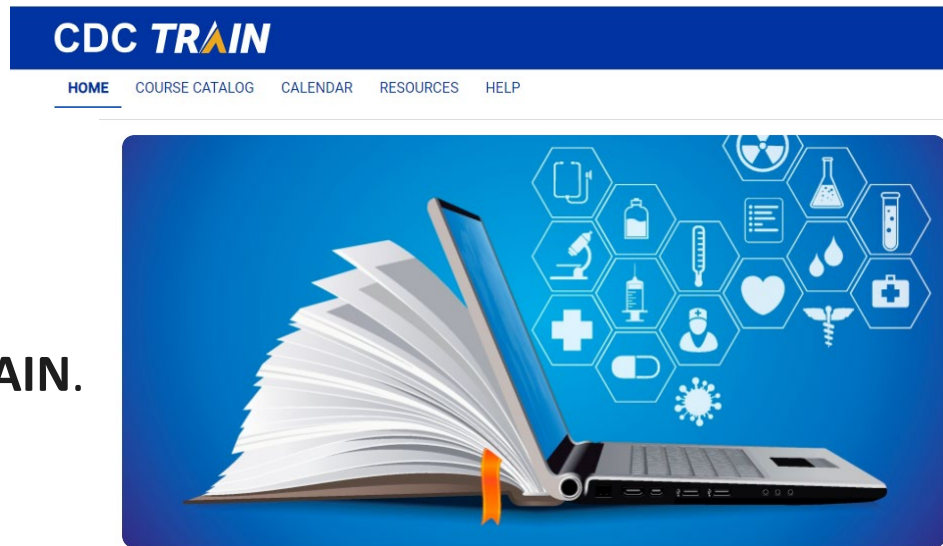 CDC TRAIN
HOME COURSE CATALOG CALENDAR RESOURCES HELP
AIN.